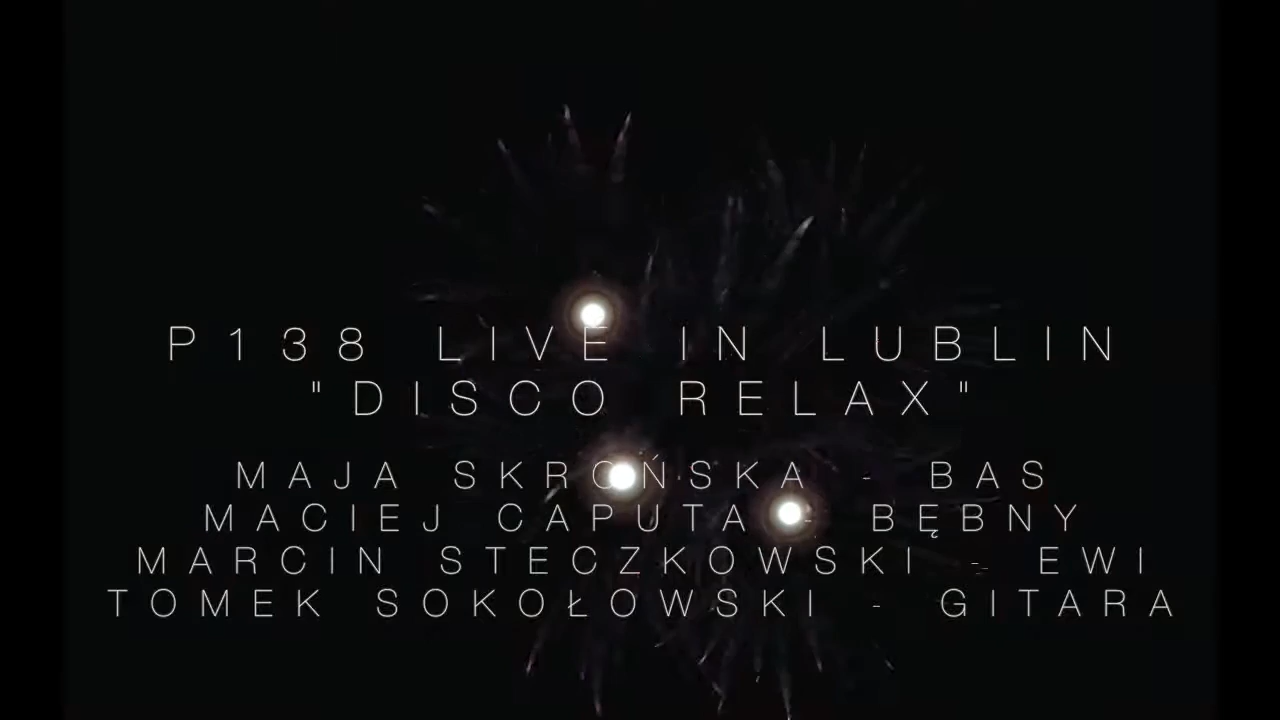 P138 LIVE IN LUBLIN
"DISCO RELAX"
MAJA SKROŃSKA - BAS
MACIEJ CAPUTA - BĘBNY
MARCIN STECZKOWSKI - EWI
TOMEK SOKOŁOWSKI - GITARA